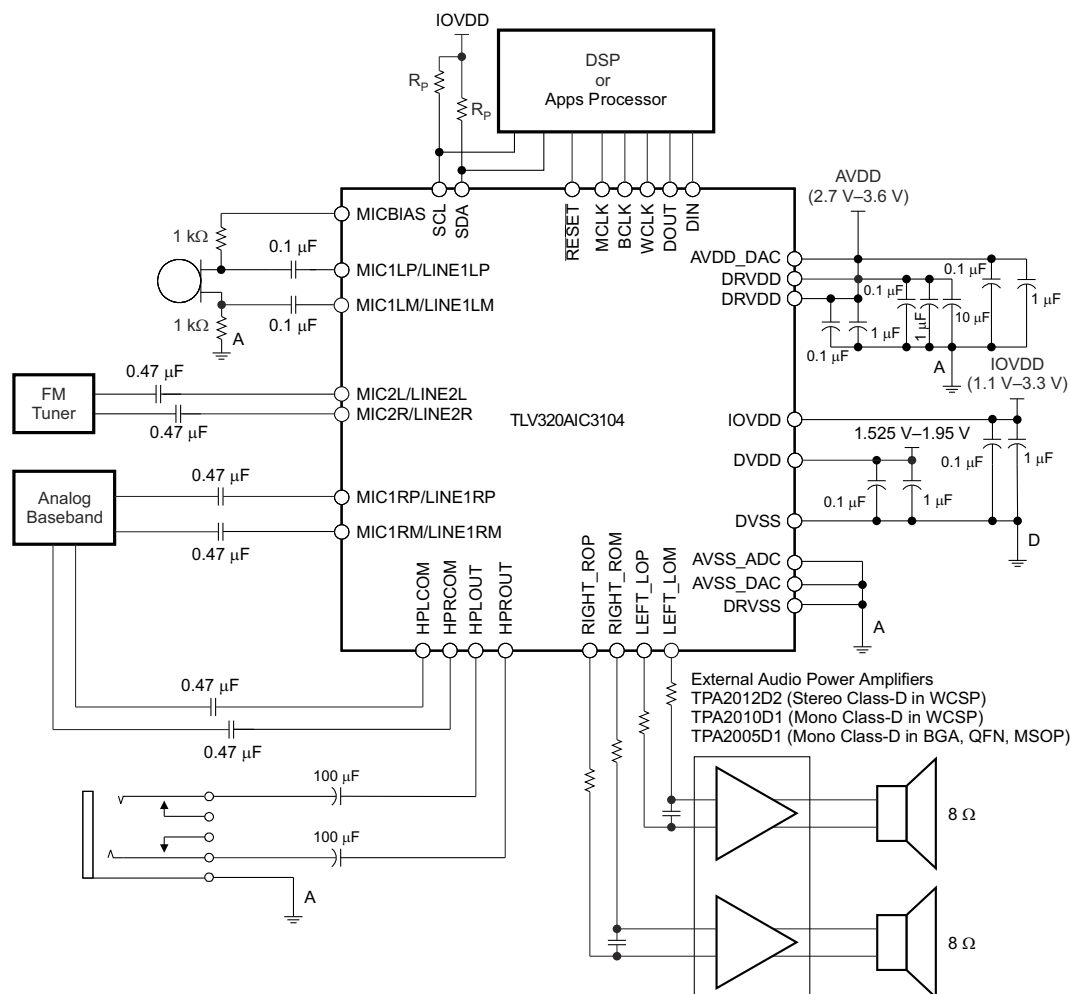 IOVDD
R_P
R_P
DSP
or
Apps Processor
SCL
SDA
RESET
MCLK
BCLK
WCLK
DOUT
DIN
AVDD
(2.7 V–3.6 V)
MICBIAS
1 kΩ
0.1 μF
MIC1LP/LINE1LP
MIC1LM/LINE1LM
1 kΩ
0.1 μF
A
AVDD_DAC
DRVDD
DRVDD
0.1 μF
1 μF
0.1 μF
1 μF
10 μF
0.1 μF
1 μF
A
FM
Tuner
0.47 μF
0.47 μF
MIC2L/LINE2L
MIC2R/LINE2R
TLV320AIC3104
IOVDD
(1.1 V–3.3 V)
IOVDD
1.525 V–1.95 V
DVDD
0.1 μF
1 μF
0.1 μF
1 μF
DVSS
D
Analog
Baseband
0.47 μF
0.47 μF
MIC1RP/LINE1RP
MIC1RM/LINE1RM
AVSS_ADC
AVSS_DAC
DRVSS
A
HPLCOM
HPRCOM
HPLOUT
HPROUT
RIGHT_ROP
RIGHT_ROM
LEFT_LOP
LEFT_LOM
0.47 μF
0.47 μF
External Audio Power Amplifiers
TPA2012D2 (Stereo Class-D in WCSP)
TPA2010D1 (Mono Class-D in WCSP)
TPA2005D1 (Mono Class-D in BGA, QFN, MSOP)
100 μF
100 μF
A
8 Ω
8 Ω